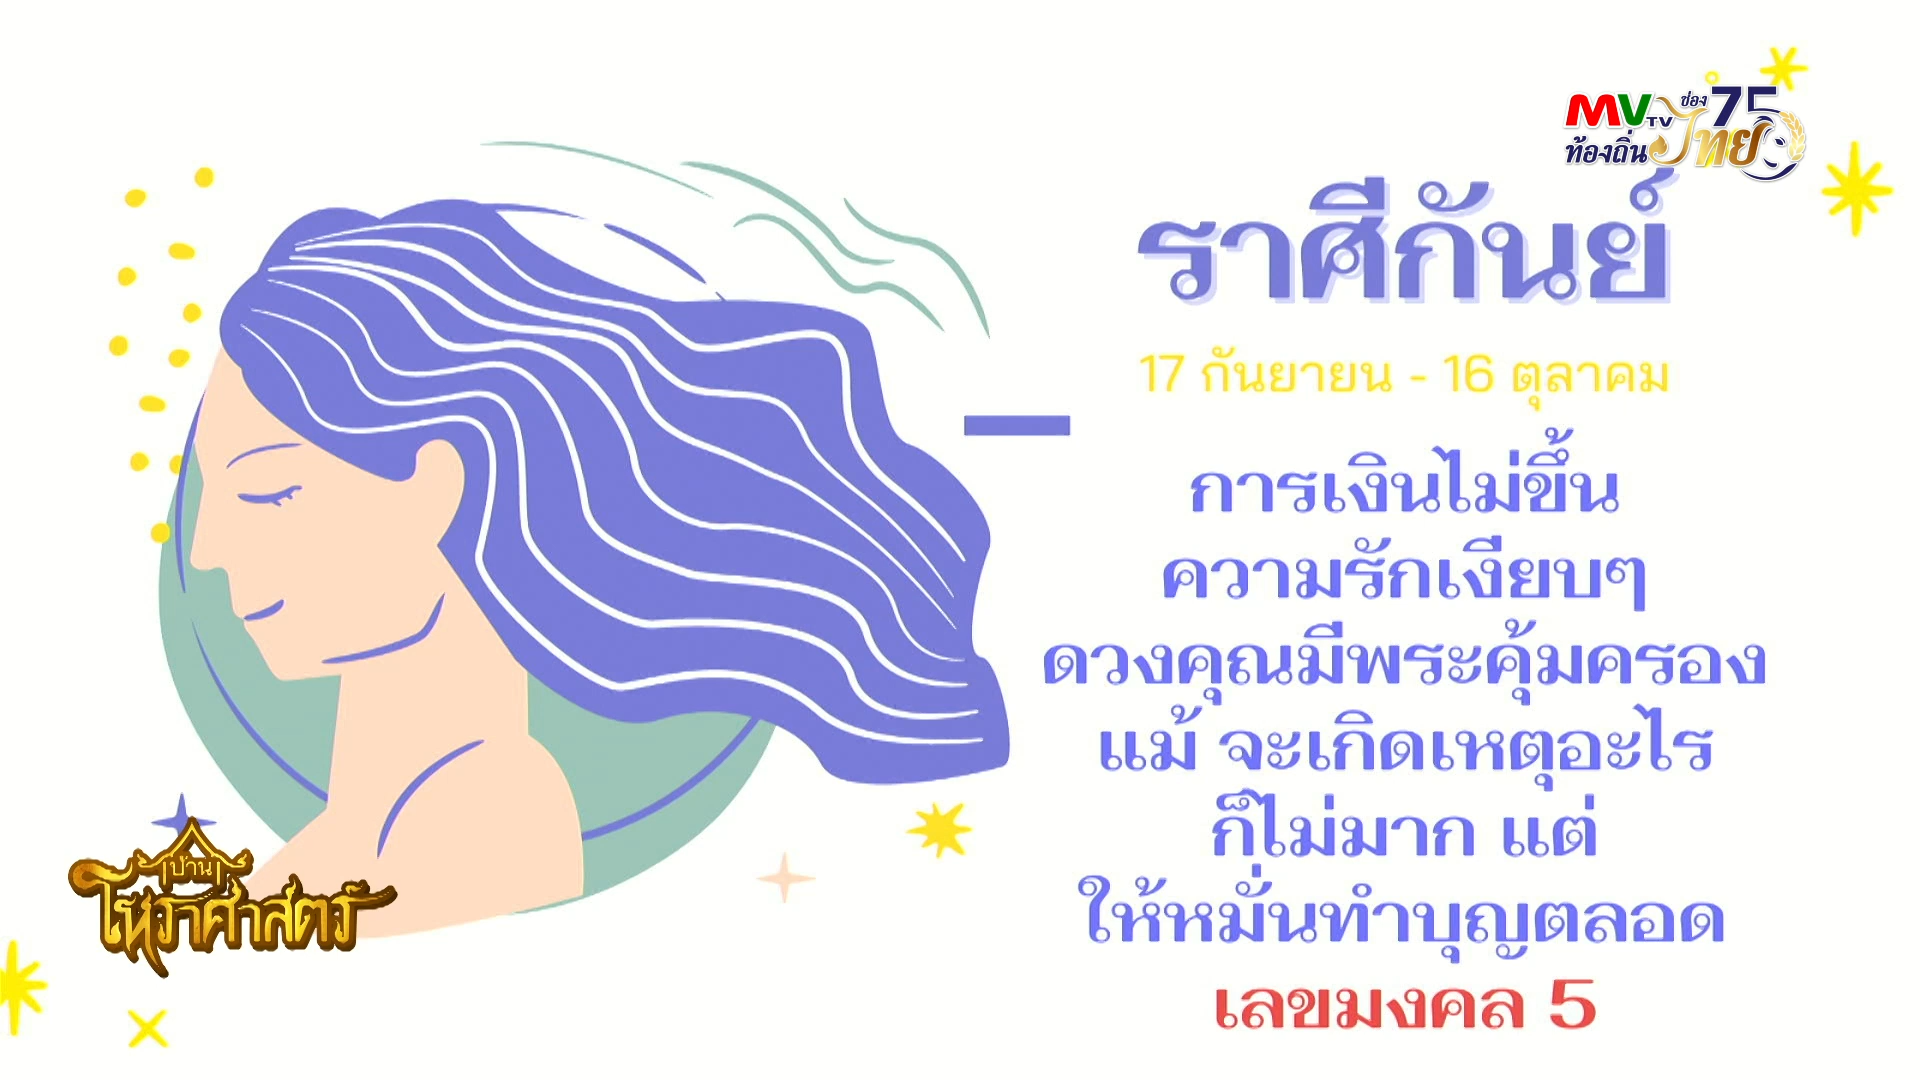 MVTV ช่อง 75
ท้องถิ่นไทย
ราศีกันย์
17 กันยายน - 16 ตุลาคม
การเงินไม่ขึ้น
ความรักเงียบๆ
ดวงคุณมีพระคุ้มครอง
แม้ จะเกิดเหตุอะไร
ก็ไม่มาก แต่
ให้หมั่นทำบุญตลอด
เลขมงคล 5
บ้าน
โหราศาสตร์